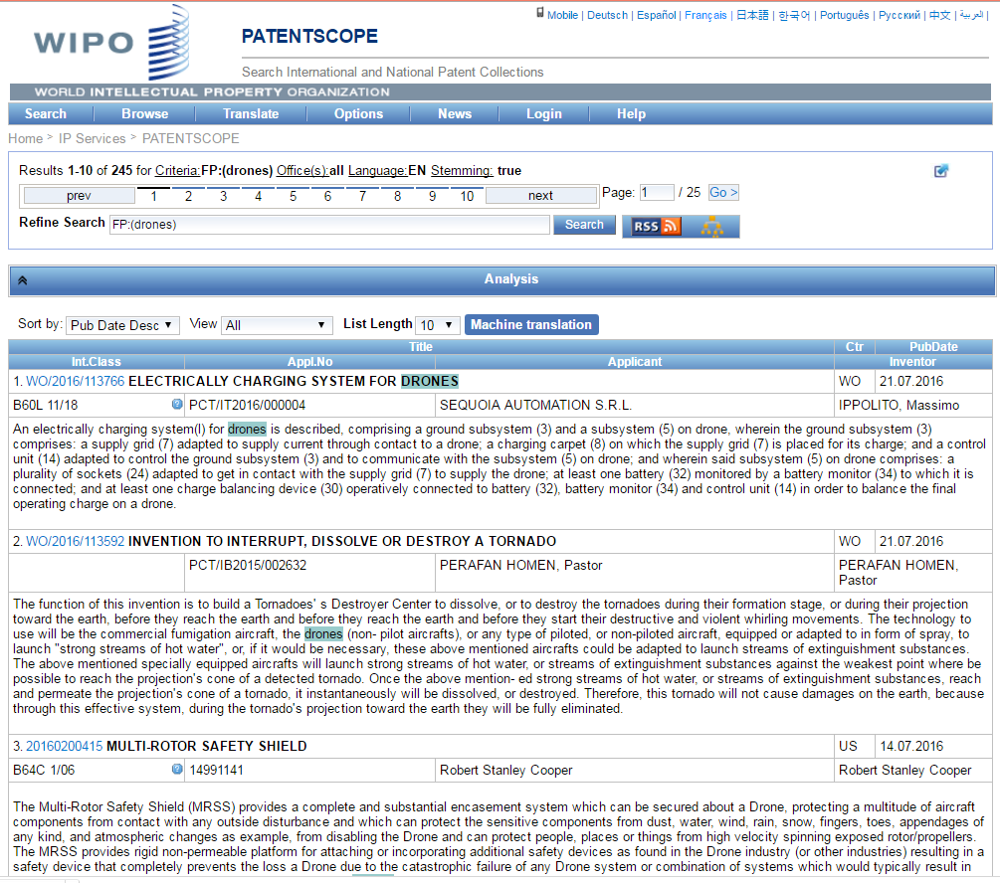 Mobile | Deutsch | Español | Français | 日本語 | 한국어 | Português | Русский | 中文 | العربية |
WIPO
PATENTSCOPE
Search International and National Patent Collections
WORLD INTELLECTUAL PROPERTY ORGANIZATION
Search Browse Translate Options News Login Help
Home > IP Services > PATENTSCOPE
Results 1-10 of 245 for Criteria:FP:(drones) Office(s):all Language:EN Stemming: true
prev 1 2 3 4 5 6 7 8 9 10 next Page: 1 / 25 Go >
Refine Search FP:(drones) Search RSS
Analysis
Sort by: Pub Date Desc ▼ View All ▼ List Length 10 ▼ Machine translation
Title Ctr PubDate
Int.Class Appl.No Applicant Inventor
1. WO/2016/113766 ELECTRICALLY CHARGING SYSTEM FOR DRONES WO 21.07.2016
B60L 11/18 ? PCT/IT2016/000004 SEQUOIA AUTOMATION S.R.L. IPPOLITO, Massimo
An electrically charging system(l) for drones is described, comprising a ground subsystem (3) and a subsystem (5) on drone, wherein the ground subsystem (3)
comprises: a supply grid (7) adapted to supply current through contact to a drone; a charging carpet (8) on which the supply grid (7) is placed for its charge; and a control
unit (14) adapted to control the ground subsystem (3) and to communicate with the subsystem (5) on drone; and wherein said subsystem (5) on drone comprises: a
plurality of sockets (24) adapted to get in contact with the supply grid (7) to supply the drone; at least one battery (32) monitored by a battery monitor (34) to which it is
connected; and at least one charge balancing device (30) operatively connected to battery (32), battery monitor (34) and control unit (14) in order to balance the final
operating charge on a drone.
2. WO/2016/113592 INVENTION TO INTERRUPT, DISSOLVE OR DESTROY A TORNADO WO 21.07.2016
PCT/IB2015/002632 PERAFAN HOMEN, Pastor PERAFAN HOMEN,
Pastor
The function of this invention is to build a Tornadoes' s Destroyer Center to dissolve, or to destroy the tornadoes during their formation stage, or during their projection
toward the earth, before they reach the earth and before they reach the earth and before they start their destructive and violent whirling movements. The technology to
use will be the commercial fumigation aircraft, the drones (non- pilot aircrafts), or any type of piloted, or non-piloted aircraft, equipped or adapted to in form of spray, to
launch "strong streams of hot water", or, if it would be necessary, these above mentioned aircrafts could be adapted to launch streams of extinguishment substances.
The above mentioned specially equipped aircrafts will launch strong streams of hot water, or streams of extinguishment substances against the weakest point where be
possible to reach the projection's cone of a detected tornado. Once the above mention- ed strong streams of hot water, or streams of extinguishment substances, reach
and permeate the projection's cone of a tornado, it instantaneously will be dissolved, or destroyed. Therefore, this tornado will not cause damages on the earth, because
through this effective system, during the tornado's projection toward the earth they will be fully eliminated.
3. 20160200415 MULTI-ROTOR SAFETY SHIELD US 14.07.2016
B64C 1/06 ? 14991141 Robert Stanley Cooper Robert Stanley Cooper
The Multi-Rotor Safety Shield (MRSS) provides a complete and substantial encasement system which can be secured about a Drone, protecting a multitude of aircraft
components from contact with any outside disturbance and which can protect the sensitive components from dust, water, wind, rain, snow, fingers, toes, appendages of
any kind, and atmospheric changes as example, from disabling the Drone and can protect people, places or things from high velocity spinning exposed rotor/propellers.
The MRSS provides rigid non-permeable platform for attaching or incorporating additional safety devices as found in the Drone industry (or other industries) resulting in a
safety device that completely prevents the loss a Drone due to the catastrophic failure of any Drone system or combination of systems which would typically result in